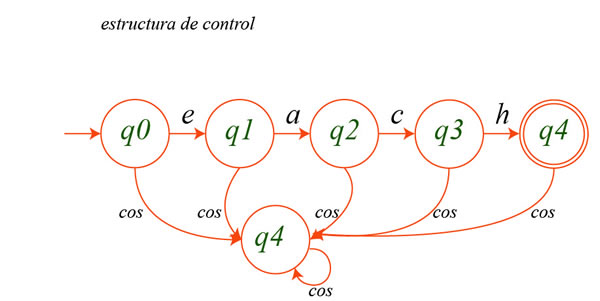 estructura de control
e a c h
q0 q1 q2 q3 q4
cos cos cos cos cos
q4
cos